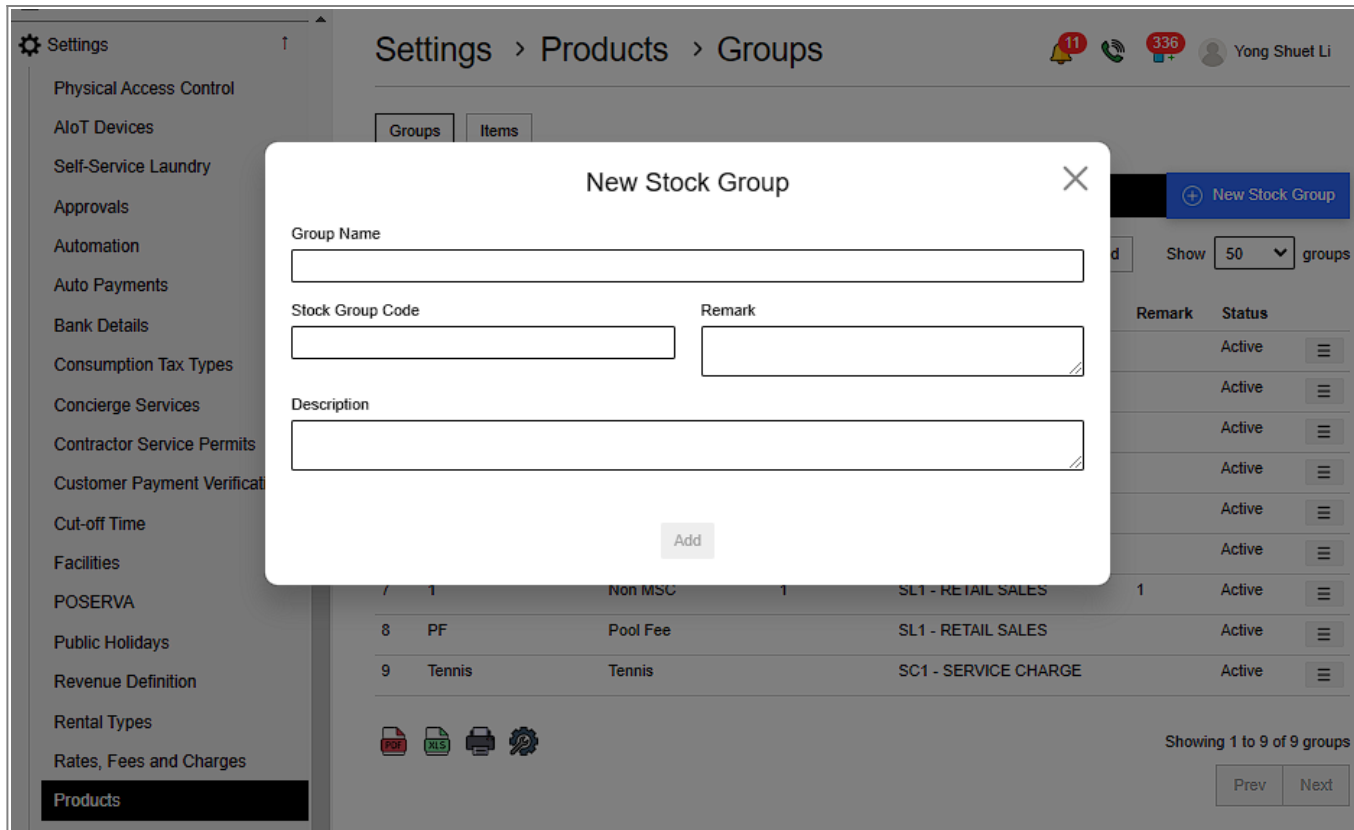 Settings ↑
Physical Access Control
AIoT Devices
Self-Service Laundry
Approvals
Automation
Auto Payments
Bank Details
Consumption Tax Types
Concierge Services
Contractor Service Permits
Customer Payment Verificati
Cut-off Time
Facilities
POSERVA
Public Holidays
Revenue Definition
Rental Types
Rates, Fees and Charges
Products
Settings > Products > Groups
11 336 Yong Shuet Li
Groups Items
New Stock Group
Show 50 groups
Remark Status
Active
Active
Active
Active
Active
Active
7 1 Non MSC 1 SL1 - RETAIL SALES 1 Active
8 PF Pool Fee SL1 - RETAIL SALES Active
9 Tennis Tennis SC1 - SERVICE CHARGE Active
PDF XLS
Showing 1 to 9 of 9 groups
Prev Next
New Stock Group
Group Name
Stock Group Code Remark
Description
Add